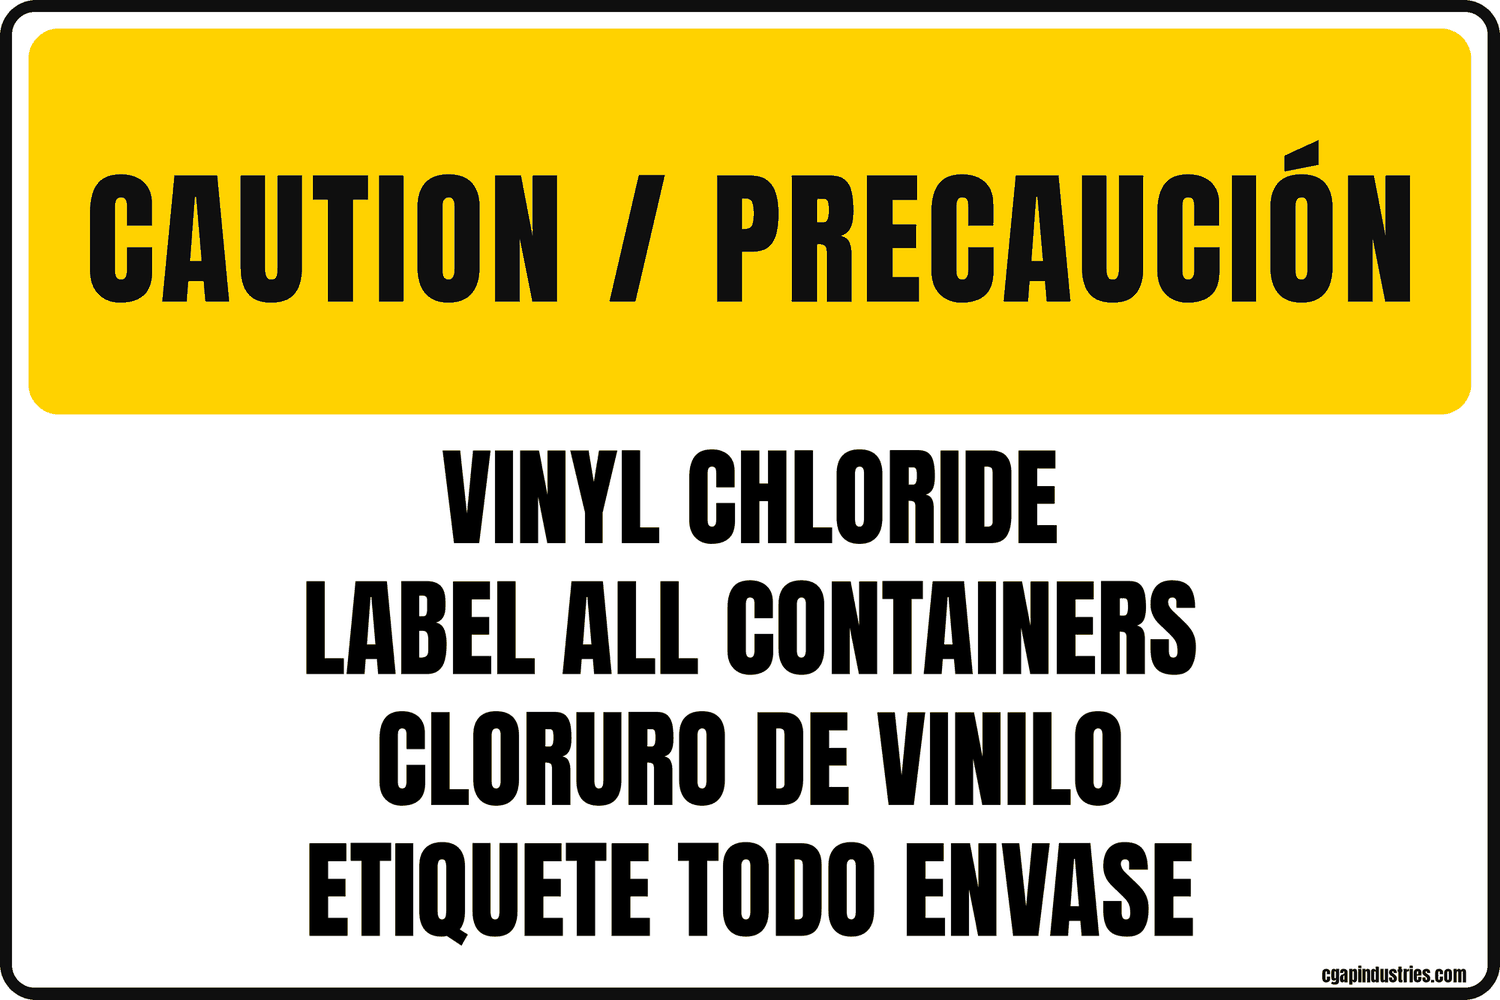 CAUTION / PRECAUCIÓN
VINYL CHLORIDE
LABEL ALL CONTAINERS
CLORURO DE VINILO
ETIQUETE TODO ENVASE
cgapindustries.com